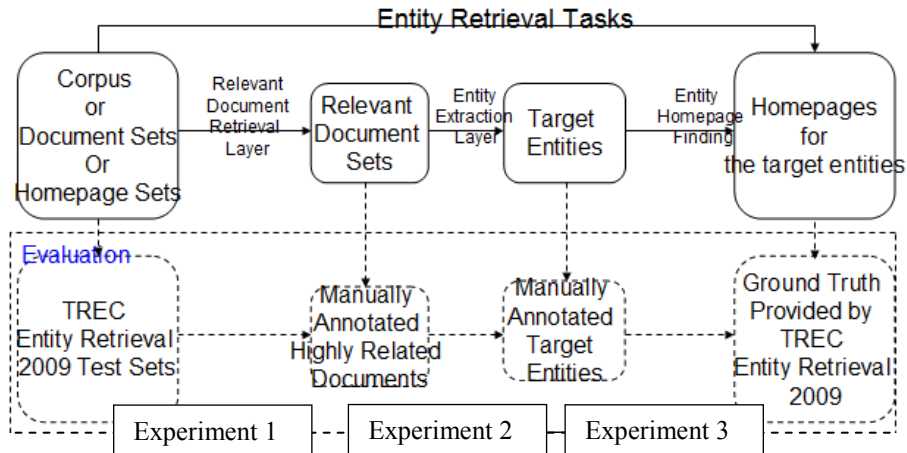 Entity Retrieval Tasks
Corpus
or
Document Sets
Or
Homepage Sets
Relevant
Document
Retrieval
Layer
Relevant
Document
Sets
Entity
Extraction
Layer
Target
Entities
Entity
Homepage
Finding
Homepages
for
the target entities
Evaluation
TREC
Entity Retrieval
2009 Test Sets
Manually
Annotated
Highly Related
Documents
Manually
Annotated
Target
Entities
Ground Truth
Provided by
TREC
Entity Retrieval
2009
Experiment 1
Experiment 2
Experiment 3